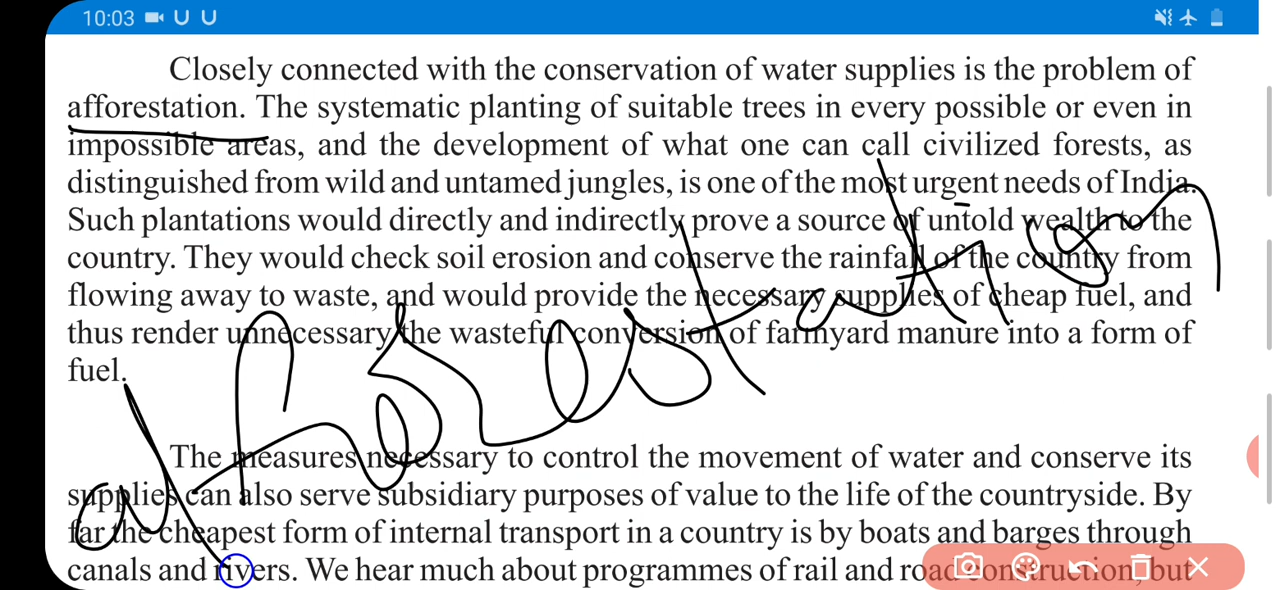 10:03
Closely connected with the conservation of water supplies is the problem of
afforestation. The systematic planting of suitable trees in every possible or even in
impossible areas, and the development of what one can call civilized forests, as
distinguished from wild and untamed jungles, is one of the most urgent needs of India.
Such plantations would directly and indirectly prove a source of untold wealth to the
country. They would check soil erosion and conserve the rainfall of the country from
flowing away to waste, and would provide the necessary supplies of cheap fuel, and
thus render unnecessary the wasteful conversion of farmyard manure into a form of
fuel.
afforestation
The measures necessary to control the movement of water and conserve its
supplies can also serve subsidiary purposes of value to the life of the countryside. By
far the cheapest form of internal transport in a country is by boats and barges through
canals and rivers. We hear much about programmes of rail and road construction, but